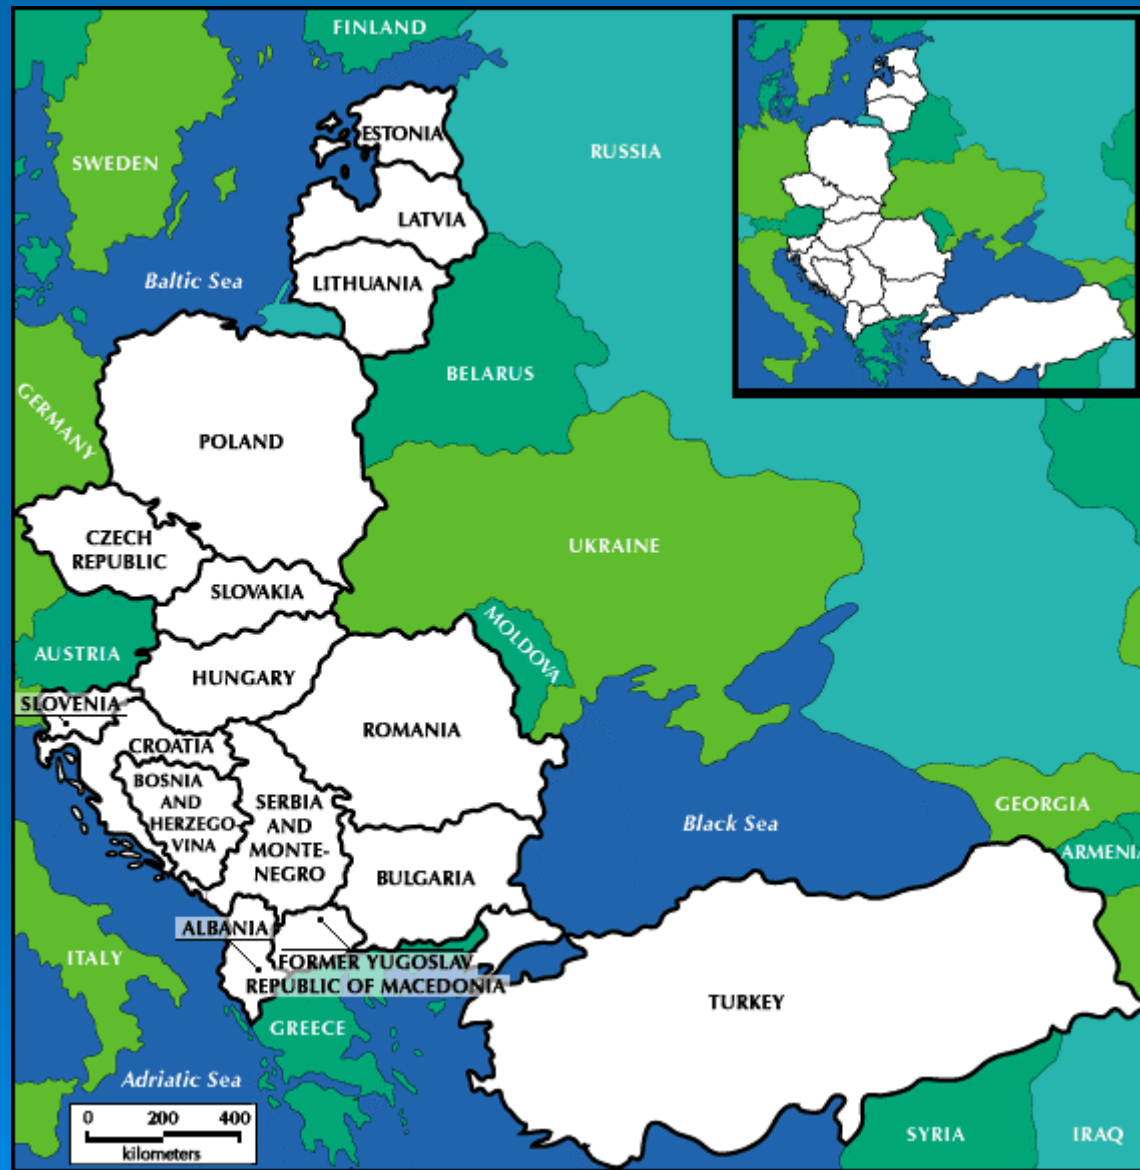 FINLAND
ESTONIA
SWEDEN
RUSSIA
LATVIA
Baltic Sea
LITHUANIA
BELARUS
GERMANY
POLAND
CZECH
REPUBLIC
UKRAINE
SLOVAKIA
MOLDOVA
AUSTRIA
HUNGARY
SLOVENIA
ROMANIA
CROATIA
BOSNIA
AND
HERZEGO-
VINA
SERBIA
AND
MONTE-
NEGRO
GEORGIA
Black Sea
ARMENIA
BULGARIA
ALBANIA
ITALY
FORMER YUGOSLAV
REPUBLIC OF MACEDONIA
TURKEY
GREECE
Adriatic Sea
0 200 400
kilometers
SYRIA
IRAQ